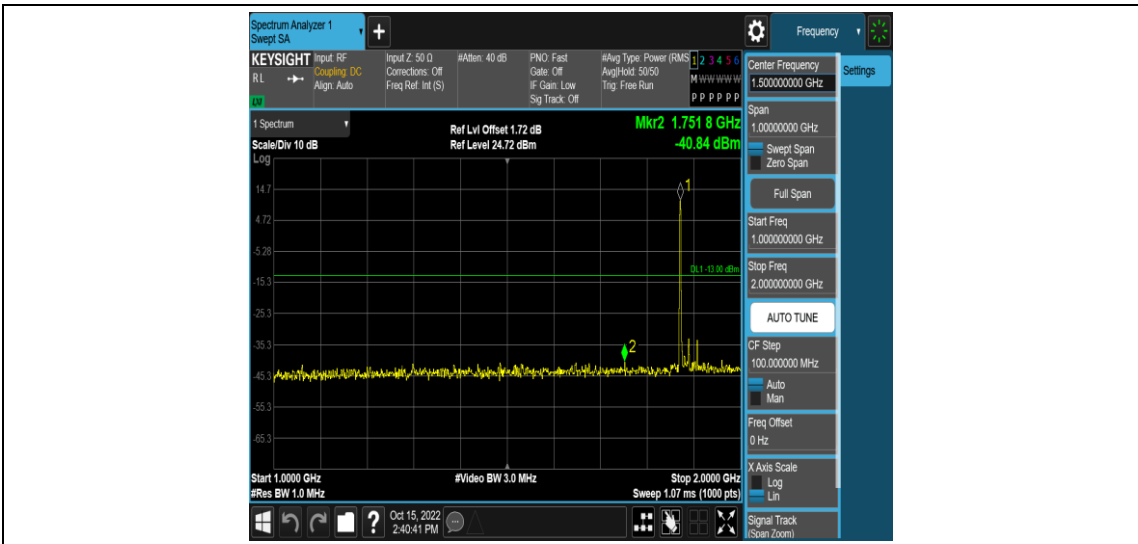 Spectrum Analyzer 1
Swept SA
+
Frequency
KEYSIGHT
RL
LXI
Input: RF
Coupling: DC
Align: Auto
Input Z: 50 Ω
Corrections: Off
Freq Ref: Int (S)
#Atten: 40 dB
PNO: Fast
Gate: Off
IF Gain: Low
Sig Track: Off
#Avg Type: Power (RMS
Avg|Hold: 50/50
Trig: Free Run
1 2 3 4 5 6
M W W W W W
P P P P P P
Center Frequency
1.500000000 GHz
Settings
1 Spectrum
Scale/Div 10 dB
Log
Ref Lvl Offset 1.72 dB
Ref Level 24.72 dBm
Mkr2 1.751 8 GHz
-40.84 dBm
Span
1.00000000 GHz
Swept Span
Zero Span
Full Span
Start Freq
1.000000000 GHz
Stop Freq
2.000000000 GHz
AUTO TUNE
CF Step
100.000000 MHz
Auto
Man
Freq Offset
0 Hz
X Axis Scale
Log
Lin
Signal Track
(Span Zoom)
14.7
4.72
-5.28
-15.3
-25.3
-35.3
-45.3
-55.3
-65.3
1
DL1 -13.00 dBm
2
Start 1.0000 GHz
#Res BW 1.0 MHz
#Video BW 3.0 MHz
Stop 2.0000 GHz
Sweep 1.07 ms (1000 pts)
?
Oct 15, 2022
2:40:41 PM